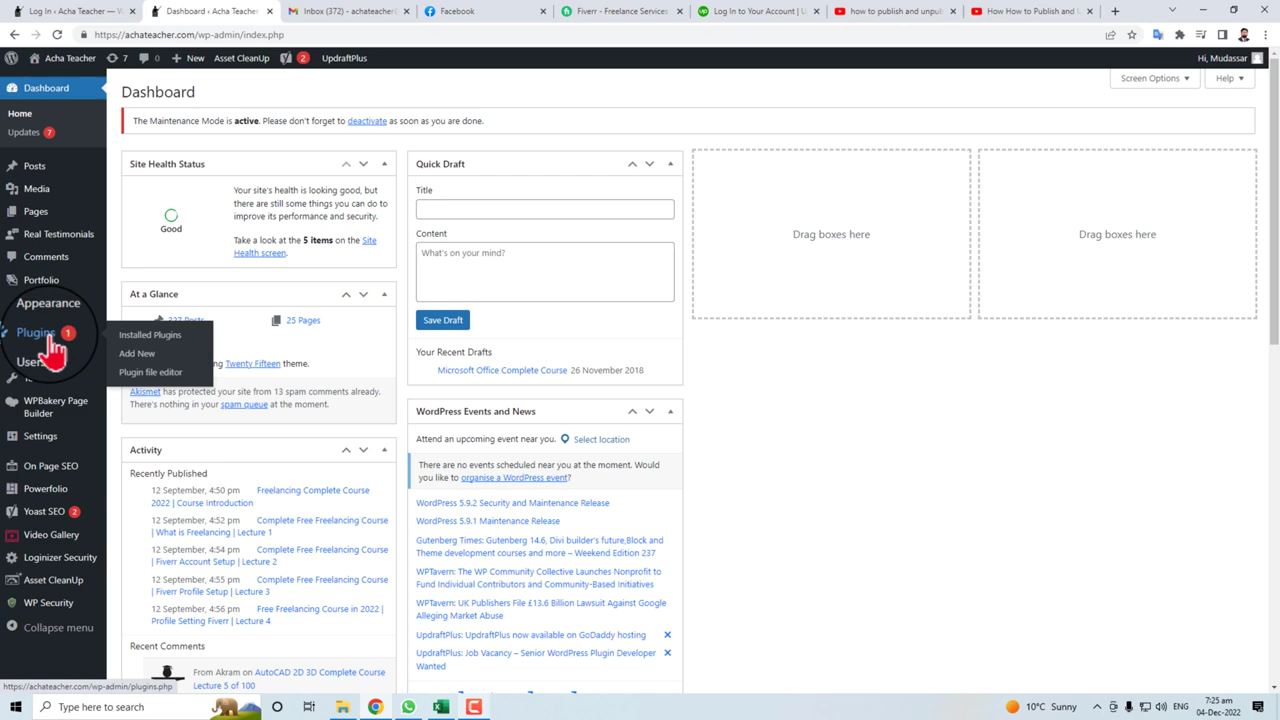 Log In ‹ Acha Teacher — W
Dashboard ‹ Acha Teacher —
Inbox (372) - achateacher@
Facebook
Fiverr - Freelance Services
Log In to Your Account | U
how to publish and unpub
How How to Publish and U
https://achateacher.com/wp-admin/index.php
Acha Teacher
7
0
New
Asset CleanUp
2
UpdraftPlus
Hi, Mudassar
Dashboard
Home
Updates 7
Posts
Media
Pages
Real Testimonials
Comments
Portfolio
Appearance
Plugins 1
Installed Plugins
Add New
Plugin file editor
WPBakery Page
Builder
Settings
On Page SEO
Powerfolio
Yoast SEO 2
Video Gallery
Loginizer Security
Asset CleanUp
WP Security
Collapse menu
Dashboard
Screen Options
Help
The Maintenance Mode is active. Please don't forget to deactivate as soon as you are done.
Site Health Status
Good
Your site's health is looking good, but
there are still some things you can do to
improve its performance and security.
Take a look at the 5 items on the Site
Health screen.
At a Glance
327 Posts
25 Pages
Twenty Fifteen theme.
Akismet has protected your site from 13 spam comments already.
There's nothing in your spam queue at the moment.
Activity
Recently Published
12 September, 4:50 pm Freelancing Complete Course
2022 | Course Introduction
12 September, 4:52 pm Complete Free Freelancing Course
| What is Freelancing | Lecture 1
12 September, 4:54 pm Complete Free Freelancing Course
| Fiverr Account Setup | Lecture 2
12 September, 4:55 pm Complete Free Freelancing Course
| Fiverr Profile Setup | Lecture 3
12 September, 4:56 pm Free Freelancing Course in 2022 |
Profile Setting Fiverr | Lecture 4
Recent Comments
From Akram on AutoCAD 2D 3D Complete Course
Lecture 5 of 100
Quick Draft
Title
Content
What's on your mind?
Save Draft
Your Recent Drafts
Microsoft Office Complete Course 26 November 2018
WordPress Events and News
Attend an upcoming event near you. Select location
There are no events scheduled near you at the moment. Would
you like to organise a WordPress event?
WordPress 5.9.2 Security and Maintenance Release
WordPress 5.9.1 Maintenance Release
Gutenberg Times: Gutenberg 14.6, Divi builder's future,Block and
Theme development courses and more – Weekend Edition 237
WPTavern: The WP Community Collective Launches Nonprofit to
Fund Individual Contributors and Community-Based Initiatives
WPTavern: UK Publishers File £13.6 Billion Lawsuit Against Google
Alleging Market Abuse
UpdraftPlus: UpdraftPlus now available on GoDaddy hosting
UpdraftPlus: Job Vacancy – Senior WordPress Plugin Developer
Wanted
Drag boxes here
Drag boxes here
https://achateacher.com/wp-admin/plugins.php
Type here to search
10°C Sunny
ENG
7:25 am
04-Dec-2022